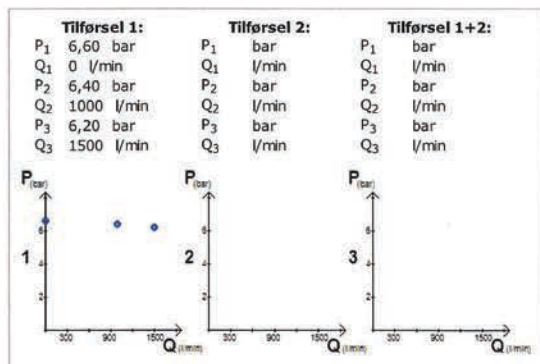 Tilførsel 1: Tilførsel 2: Tilførsel 1+2:
P1 6,60 bar P1 bar P1 bar
Q1 0 l/min Q1 l/min Q1 l/min
P2 6,40 bar P2 bar P2 bar
Q2 1000 l/min Q2 l/min Q2 l/min
P3 6,20 bar P3 bar P3 bar
Q3 1500 l/min Q3 l/min Q3 l/min
P(bar) P(bar) P(bar)
6 6 6
1 2 3
4 4 4
2 2 2
300 900 1500 300 900 1500 300 900 1500
Q(l/min) Q(l/min) Q(l/min)